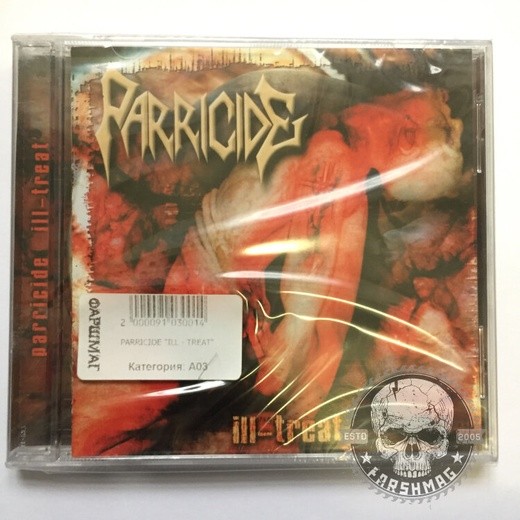 PARRICIDE
parricide ill-treat
ФАРШМАГ
2 000091 030014
PARRICIDE "ILL - TREAT"
Категория: A03
ill-treat
ESTD 2005
FARSHMAG